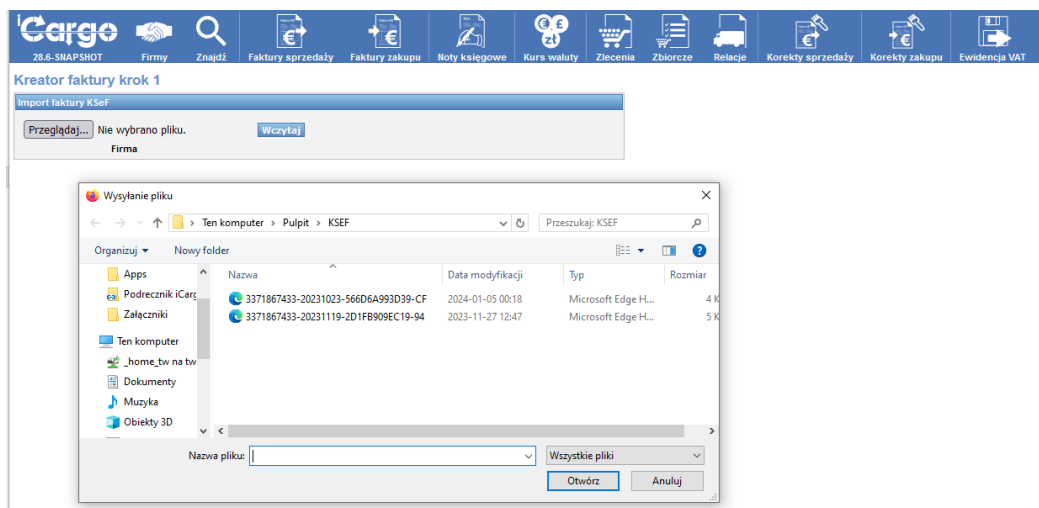 iCargo
28.6-SNAPSHOT Firmy Znajdź Faktury sprzedaży Faktury zakupu Noty księgowe Kurs waluty Zlecenia Zbiorcze Relacje Korekty sprzedaży Korekty zakupu Ewidencja VAT
Kreator faktury krok 1
Import faktury KSeF
Przeglądaj... Nie wybrano pliku. Wczytaj
Firma
Wysyłanie pliku
Ten komputer > Pulpit > KSEF Przeszukaj: KSEF
Organizuj Nowy folder
Apps Nazwa Data modyfikacji Typ Rozmiar
Podrecznik iCarg 3371867433-20231023-566D6A993D39-CF 2024-01-05 00:18 Microsoft Edge H... 4 K
Załączniki 3371867433-20231119-2D1FB909EC19-94 2023-11-27 12:47 Microsoft Edge H... 5 K
Ten komputer
_home_tw na tw
Dokumenty
Muzyka
Obiekty 3D
Nazwa pliku: Wszystkie pliki
Otwórz Anuluj